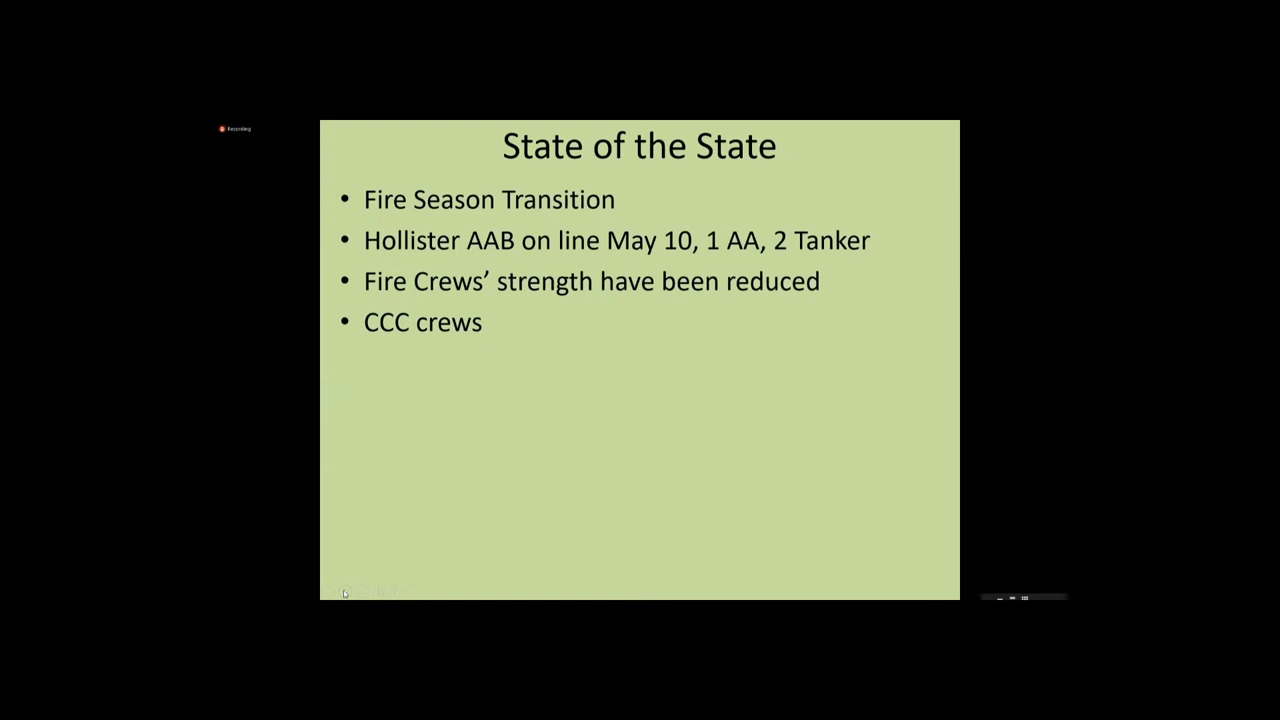 Recording
State of the State
• Fire Season Transition
• Hollister AAB on line May 10, 1 AA, 2 Tanker
• Fire Crews’ strength have been reduced
• CCC crews